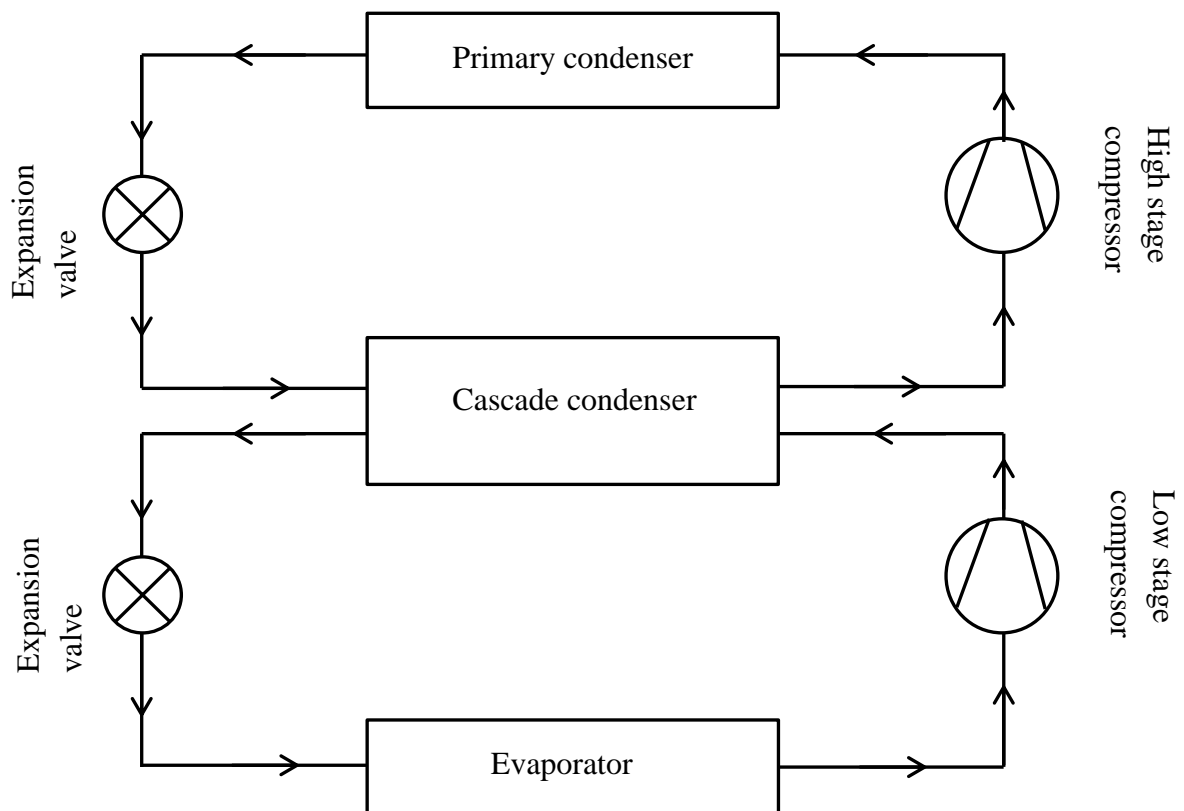 Primary condenser
Expansion
valve
High stage
compressor
Cascade condenser
Expansion
valve
Low stage
compressor
Evaporator